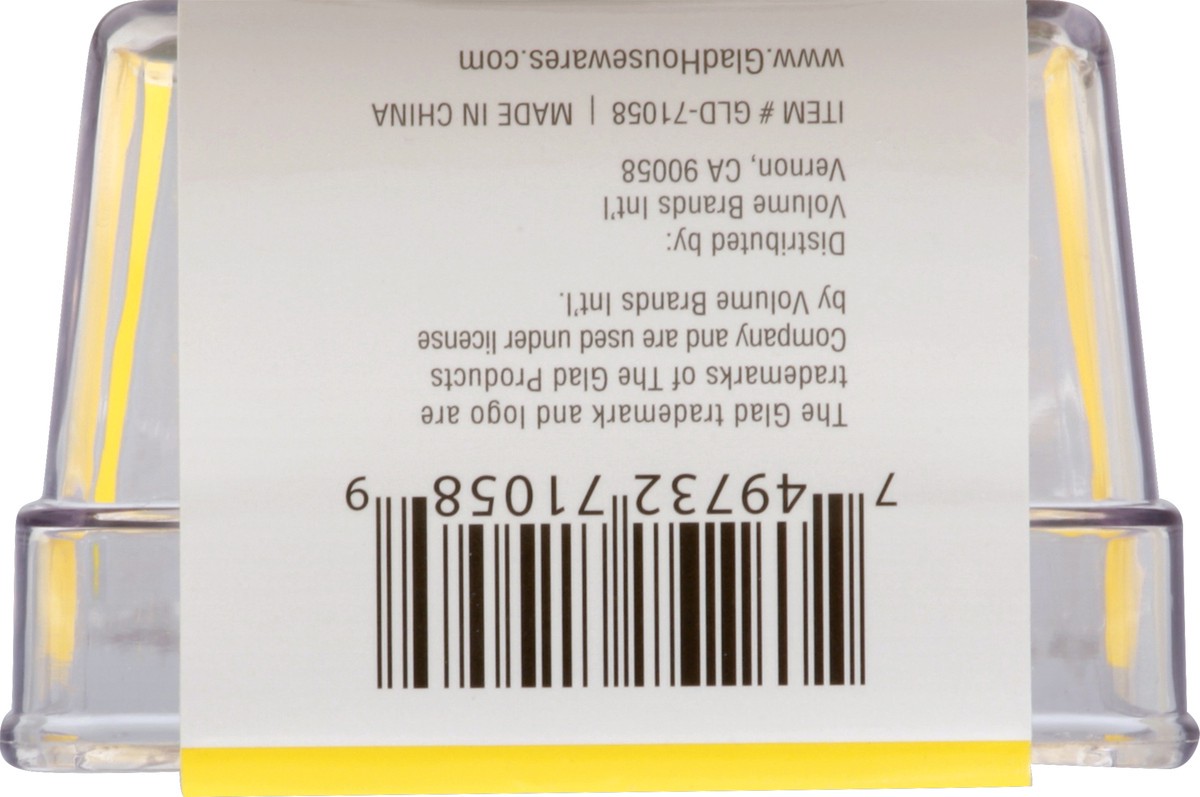 7 49732 71058 9
The Glad trademark and logo are
trademarks of The Glad Products
Company and are used under license
by Volume Brands Int'l.
Distributed by:
Volume Brands Int'l
Vernon, CA 90058
ITEM # GLD-71058 | MADE IN CHINA
www.GladHousewares.com